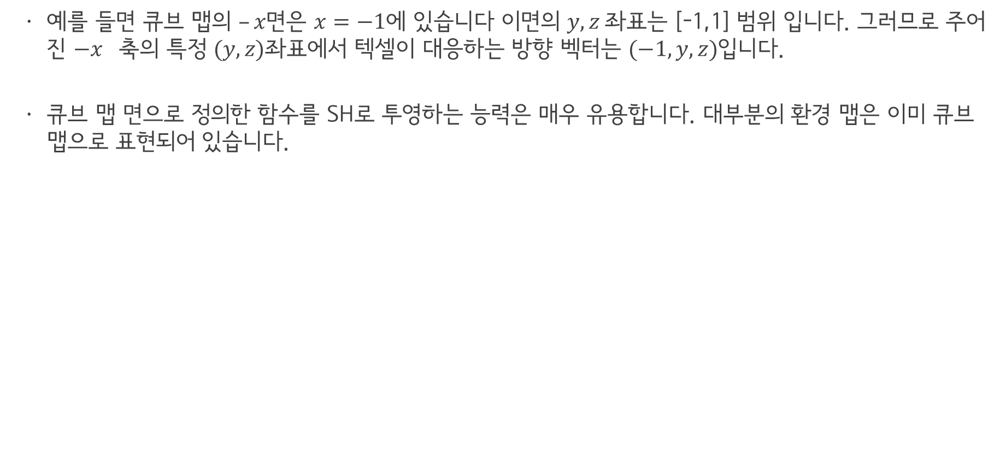 · 예를 들면 큐브 맵의 – x면은 x = −1에 있습니다 이면의 y, z 좌표는 [-1,1] 범위 입니다. 그러므로 주어
진 −x 축의 특정 (y, z)좌표에서 텍셀이 대응하는 방향 벡터는 (−1, y, z)입니다.
· 큐브 맵 면으로 정의한 함수를 SH로 투영하는 능력은 매우 유용합니다. 대부분의 환경 맵은 이미 큐브
맵으로 표현되어 있습니다.